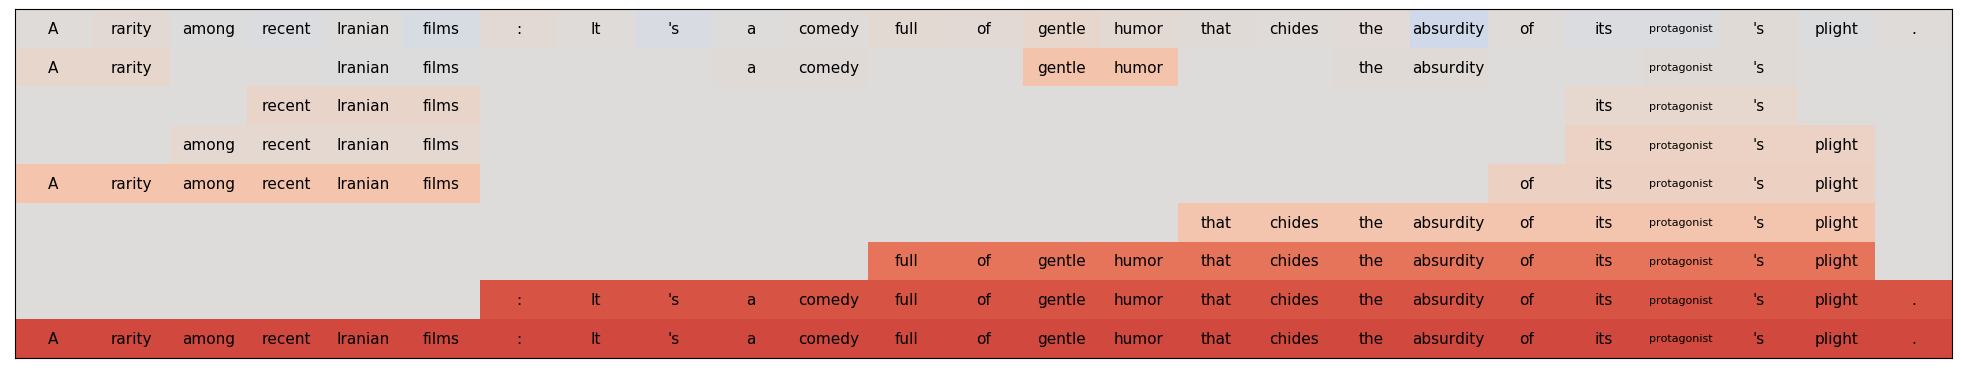 A rarity among recent Iranian films : It 's a comedy full of gentle humor that chides the absurdity of its protagonist 's plight .
A rarity Iranian films a comedy gentle humor the absurdity protagonist 's
recent Iranian films its protagonist 's
among recent Iranian films its protagonist 's plight
A rarity among recent Iranian films of its protagonist 's plight
that chides the absurdity of its protagonist 's plight
full of gentle humor that chides the absurdity of its protagonist 's plight
: It 's a comedy full of gentle humor that chides the absurdity of its protagonist 's plight .
A rarity among recent Iranian films : It 's a comedy full of gentle humor that chides the absurdity of its protagonist 's plight .